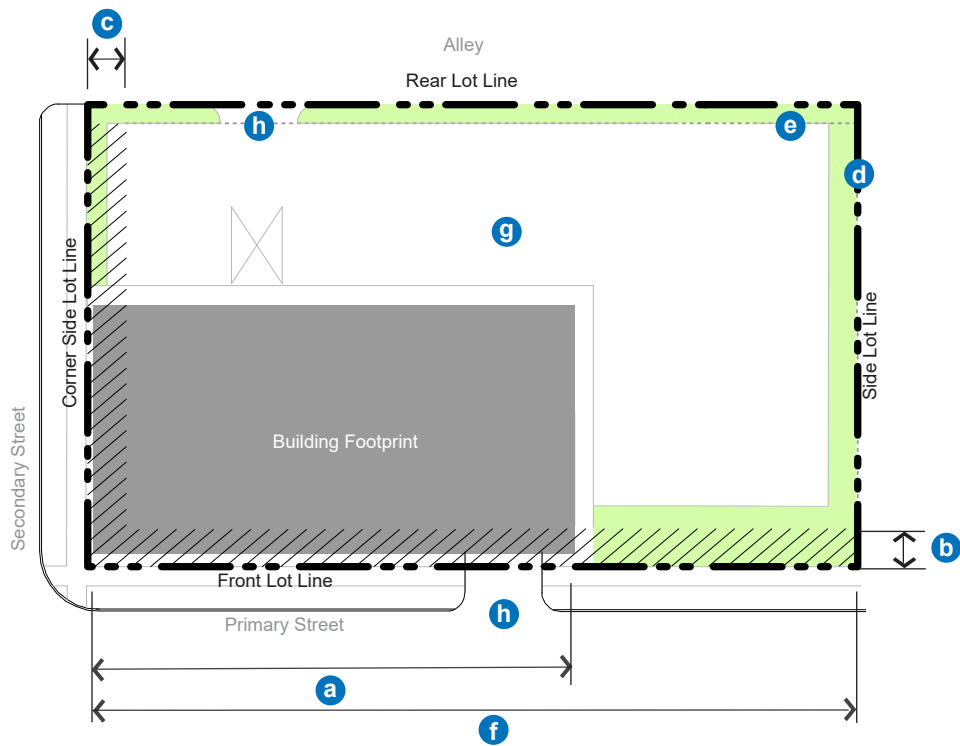 c
Alley
Rear Lot Line
h
e
d
g
Corner Side Lot Line
Side Lot Line
Building Footprint
Secondary Street
b
Front Lot Line
h
Primary Street
a
f